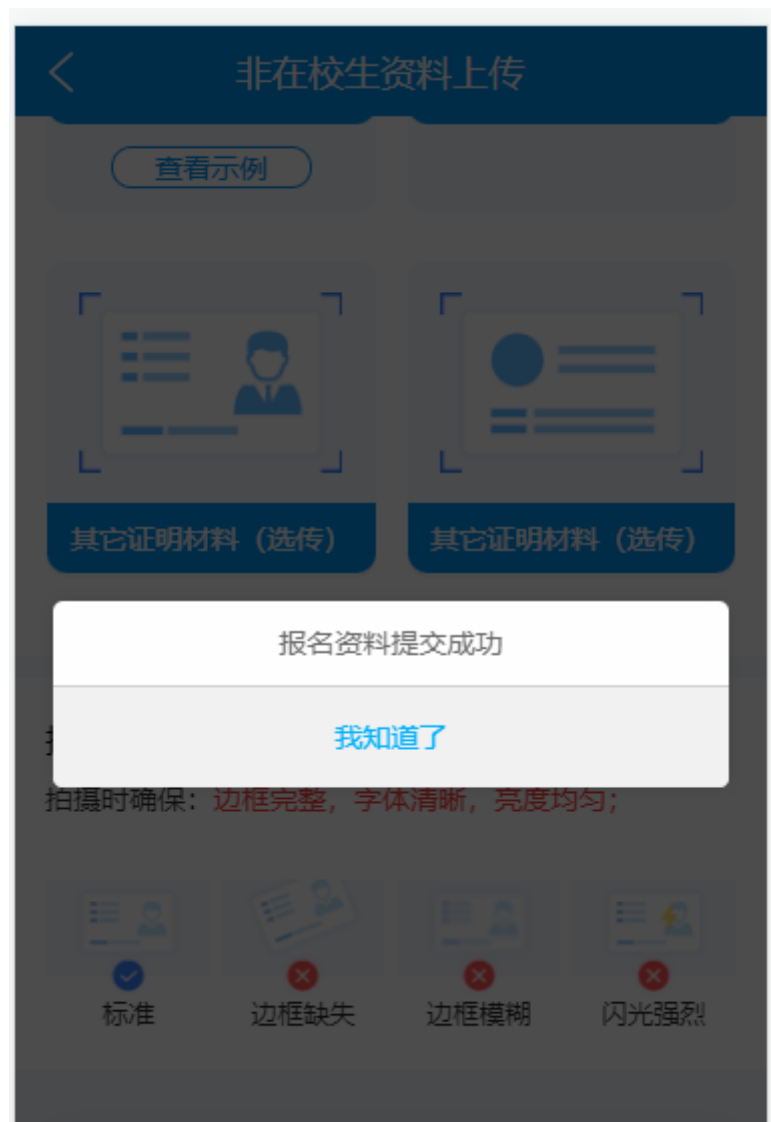 非在校生资料上传
查看示例
其它证明材料（选传） 其它证明材料（选传）
报名资料提交成功
我知道了
拍摄时确保：边框完整，字体清晰，亮度均匀；
标准 边框缺失 边框模糊 闪光强烈